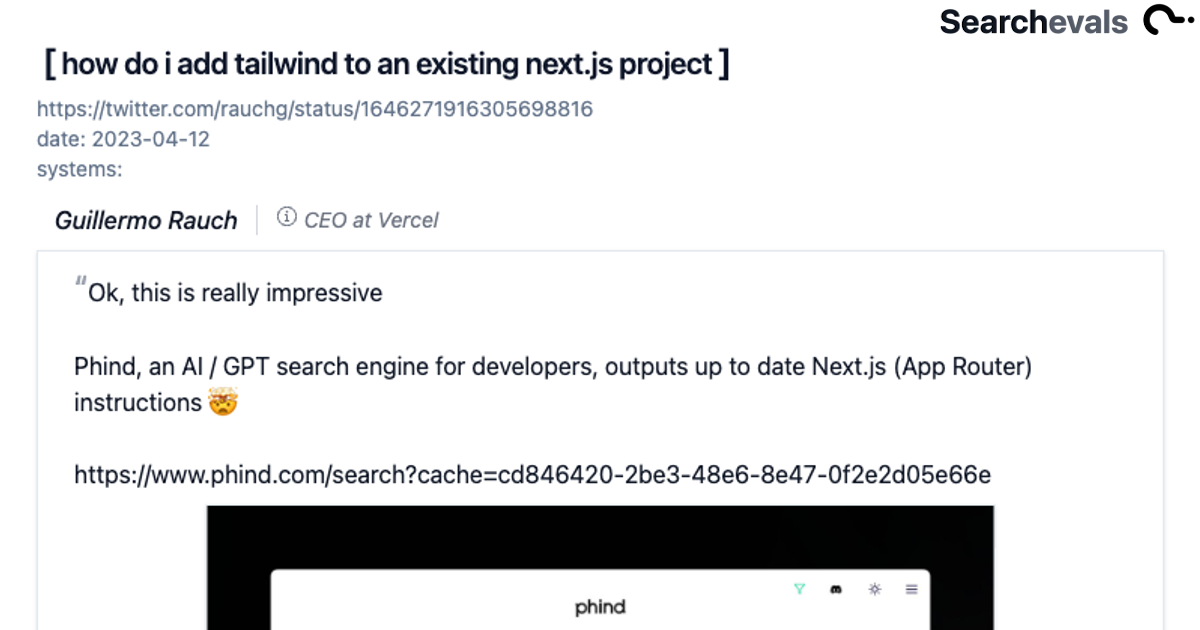 Searchevals
[ how do i add tailwind to an existing next.js project ]
https://twitter.com/rauchg/status/1646271916305698816
date: 2023-04-12
systems:
Guillermo Rauch CEO at Vercel
"Ok, this is really impressive
Phind, an AI / GPT search engine for developers, outputs up to date Next.js (App Router)
instructions 🤯
https://www.phind.com/search?cache=cd846420-2be3-48e6-8e47-0f2e2d05e66e
phind